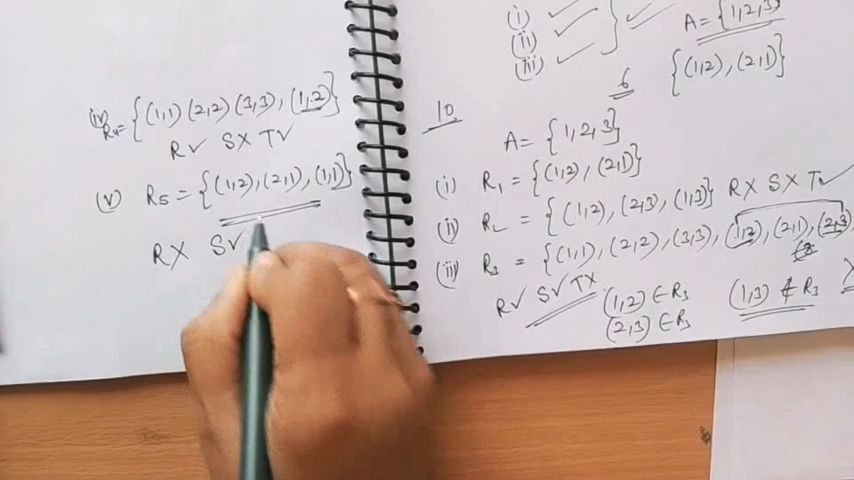 (iv) R4 = {(1,1) (2,2) (3,3), (1,2)}
R✓ S✗ T✓
(v) R5 = {(1,2), (2,1), (1,1)}
R✗ S✓
(i) ✓
(ii) ✓
(iii) ✓
A = {1,2,3}
{(1,2), (2,1)}
6
10.
A = {1,2,3}
(i) R1 = {(1,2), (2,1)}
(ii) R2 = {(1,2), (2,3), (1,3)} R✗ S✗ T✓
(iii) R3 = {(1,1), (2,2), (3,3), (1,2), (2,1), (2,3)
R✓ S✓ T✗
(1,2) ∈ R3
(2,3) ∈ R3
(1,3) ∉ R3